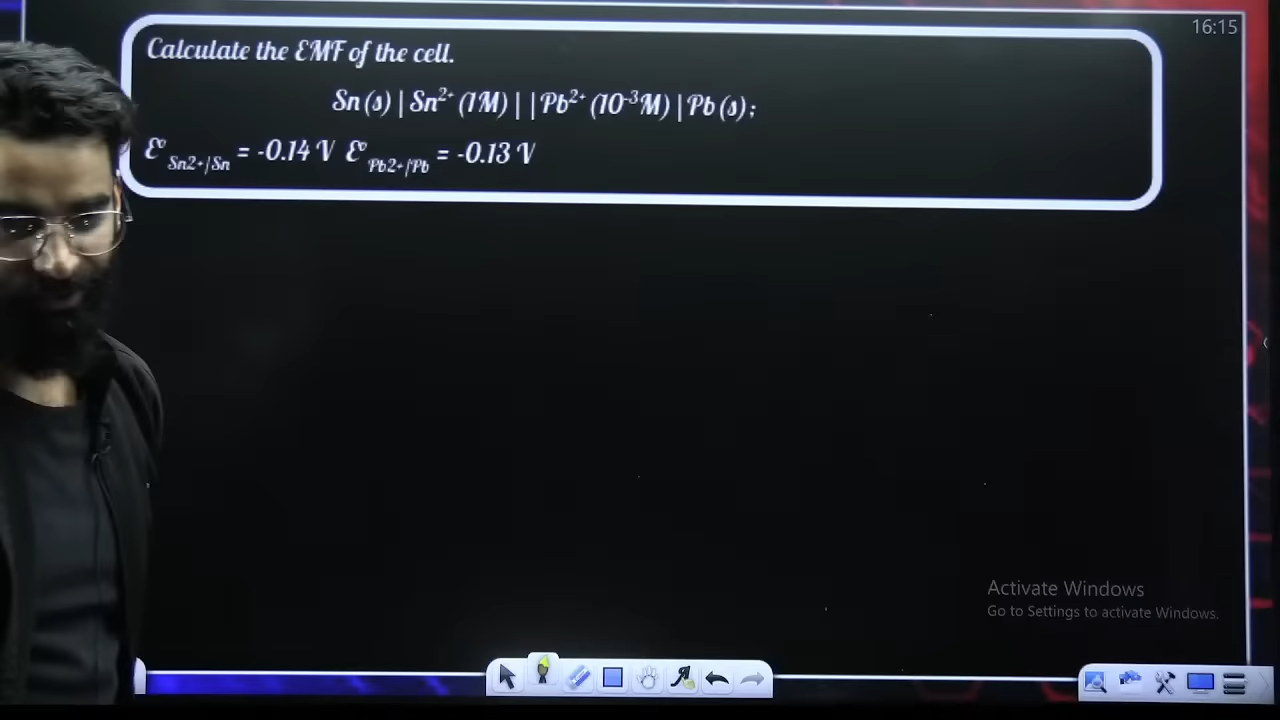 16:15
Calculate the EMF of the cell.
Sn (s) | Sn²⁺ (1M) | | Pb²⁺ (10⁻³M) | Pb (s);
E° Sn2+/Sn = -0.14 V E° Pb2+/Pb = -0.13 V
Activate Windows
Go to Settings to activate Windows.